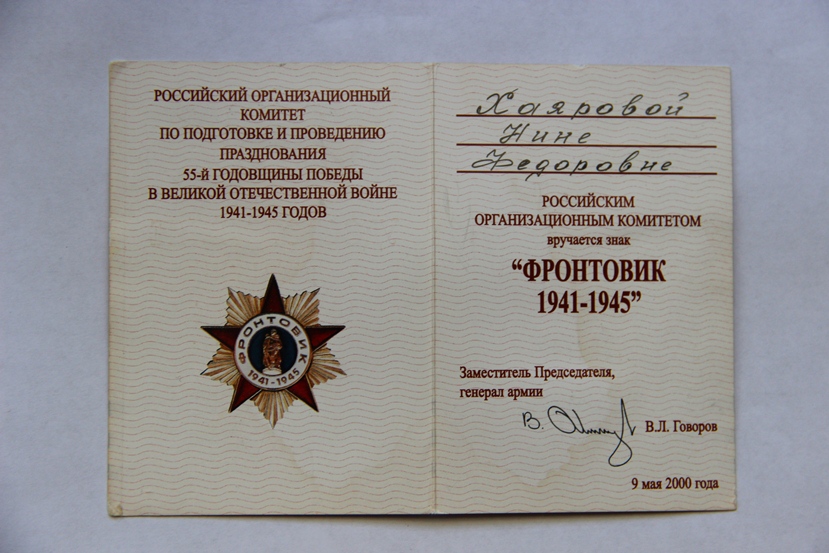 РОССИЙСКИЙ ОРГАНИЗАЦИОННЫЙ
КОМИТЕТ
ПО ПОДГОТОВКЕ И ПРОВЕДЕНИЮ
ПРАЗДНОВАНИЯ
55-й ГОДОВЩИНЫ ПОБЕДЫ
В ВЕЛИКОЙ ОТЕЧЕСТВЕННОЙ ВОЙНЕ
1941-1945 ГОДОВ
ФРОНТОВИК
1941-1945
Хаяровой
Нине
Федоровне
РОССИЙСКИМ
ОРГАНИЗАЦИОННЫМ КОМИТЕТОМ
вручается знак
“ФРОНТОВИК
1941-1945”
Заместитель Председателя,
генерал армии
В.Л. Говоров
9 мая 2000 года